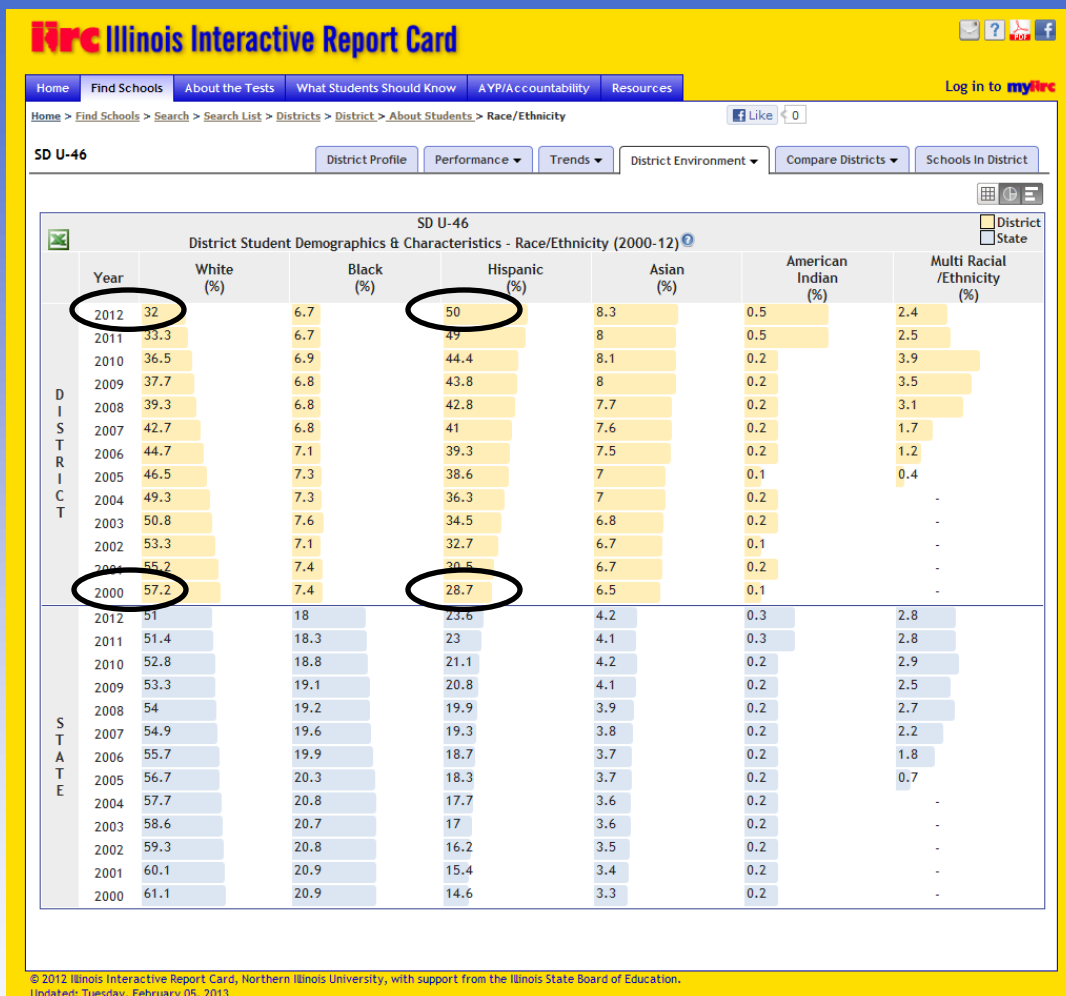 iirc Illinois Interactive Report Card
? PDF f
Home Find Schools About the Tests What Students Should Know AYP/Accountability Resources Log in to myiirc
Home > Find Schools > Search > Search List > Districts > District > About Students > Race/Ethnicity f Like 0
SD U-46 District Profile Performance Trends District Environment Compare Districts Schools In District
SD U-46
District Student Demographics & Characteristics - Race/Ethnicity (2000-12) ?
District
State
Year White (%) Black (%) Hispanic (%) Asian (%) American Indian (%) Multi Racial /Ethnicity (%)
DISTRICT
2012 32 6.7 50 8.3 0.5 2.4
2011 33.3 6.7 49 8 0.5 2.5
2010 36.5 6.9 44.4 8.1 0.2 3.9
2009 37.7 6.8 43.8 8 0.2 3.5
2008 39.3 6.8 42.8 7.7 0.2 3.1
2007 42.7 6.8 41 7.6 0.2 1.7
2006 44.7 7.1 39.3 7.5 0.2 1.2
2005 46.5 7.3 38.6 7 0.1 0.4
2004 49.3 7.3 36.3 7 0.2 -
2003 50.8 7.6 34.5 6.8 0.2 -
2002 53.3 7.1 32.7 6.7 0.1 -
2001 55.2 7.4 30.5 6.7 0.2 -
2000 57.2 7.4 28.7 6.5 0.1 -
STATE
2012 51 18 23.6 4.2 0.3 2.8
2011 51.4 18.3 23 4.1 0.3 2.8
2010 52.8 18.8 21.1 4.2 0.2 2.9
2009 53.3 19.1 20.8 4.1 0.2 2.5
2008 54 19.2 19.9 3.9 0.2 2.7
2007 54.9 19.6 19.3 3.8 0.2 2.2
2006 55.7 19.9 18.7 3.7 0.2 1.8
2005 56.7 20.3 18.3 3.7 0.2 0.7
2004 57.7 20.8 17.7 3.6 0.2 -
2003 58.6 20.7 17 3.6 0.2 -
2002 59.3 20.8 16.2 3.5 0.2 -
2001 60.1 20.9 15.4 3.4 0.2 -
2000 61.1 20.9 14.6 3.3 0.2 -
© 2012 Illinois Interactive Report Card, Northern Illinois University, with support from the Illinois State Board of Education.
Updated: Tuesday, February 05, 2013